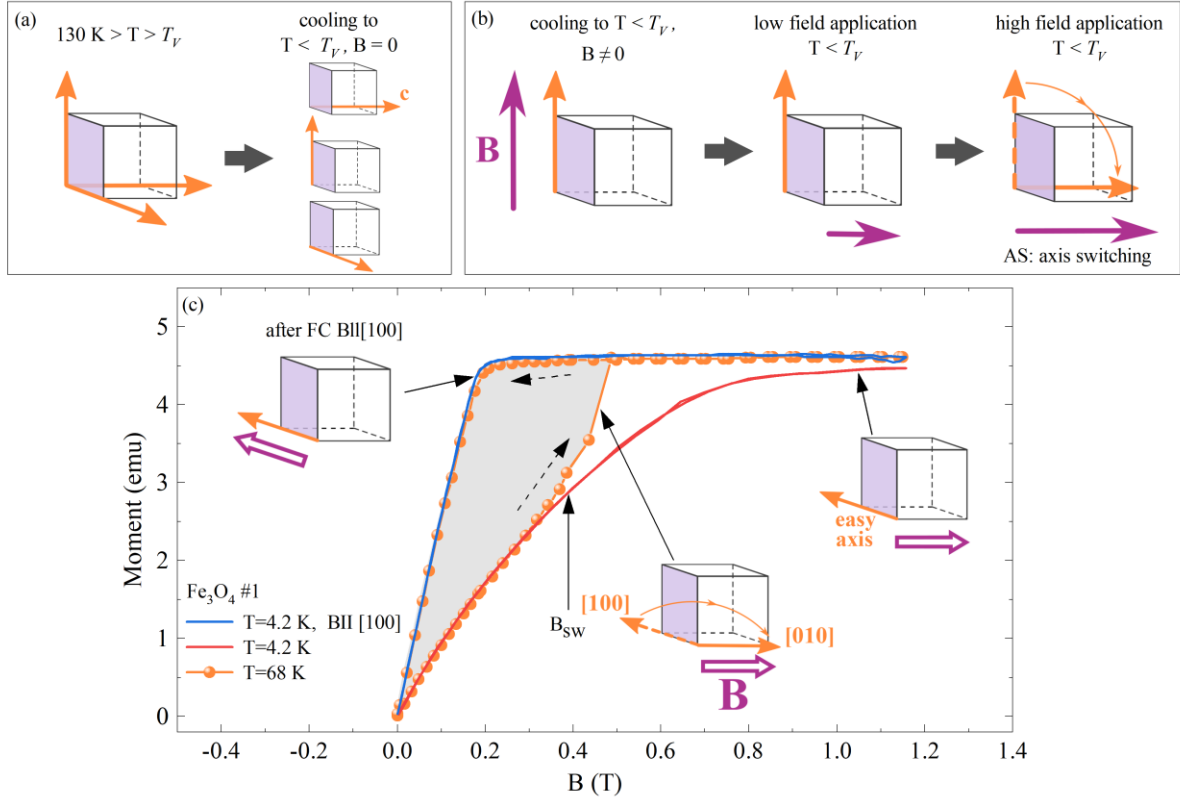 (a)
130 K > T > T_V
cooling to
T < T_V, B = 0
c
(b)
cooling to T < T_V,
B ≠ 0
low field application
T < T_V
high field application
T < T_V
B
AS: axis switching
(c)
after FC BII[100]
Moment (emu)
5
4
3
2
1
0
easy
axis
[100]
[010]
B_SW
B
Fe₃O₄ #1
T=4.2 K, BII [100]
T=4.2 K
T=68 K
-0.4 -0.2 0.0 0.2 0.4 0.6 0.8 1.0 1.2 1.4
B (T)